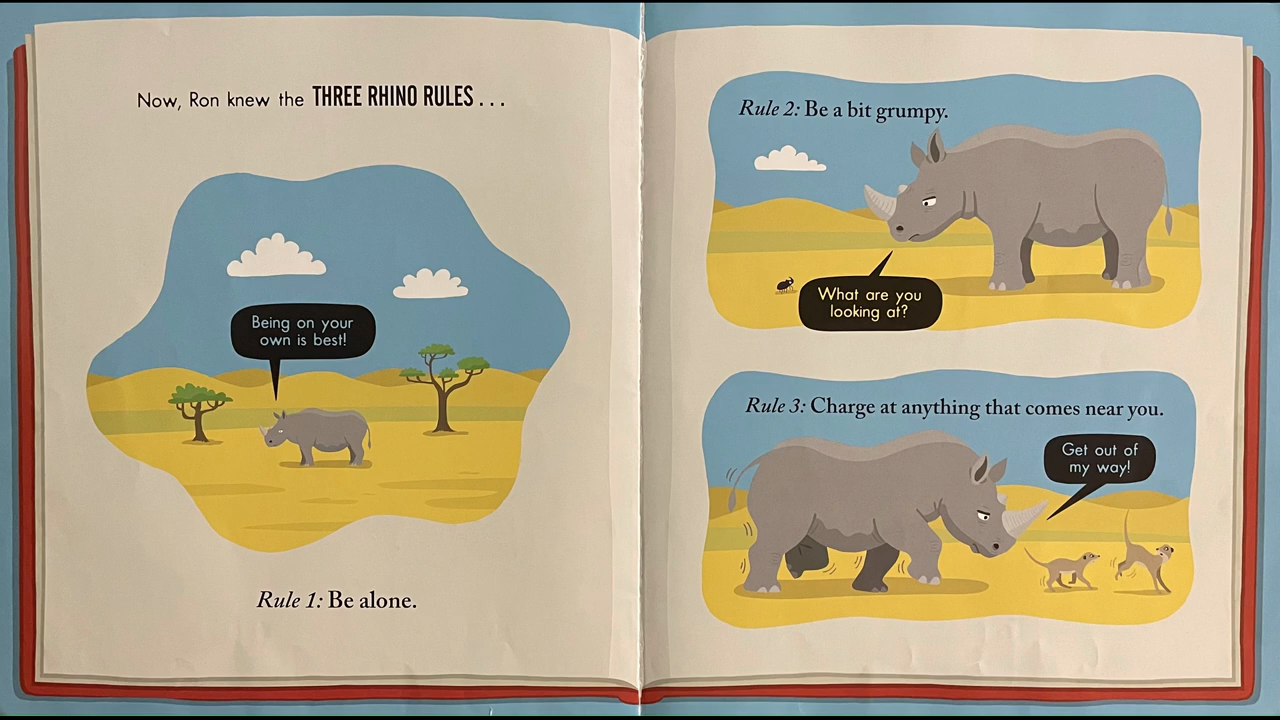 Now, Ron knew the THREE RHINO RULES . . .
Being on your
own is best!
Rule 1: Be alone.
Rule 2: Be a bit grumpy.
What are you
looking at?
Rule 3: Charge at anything that comes near you.
Get out of
my way!